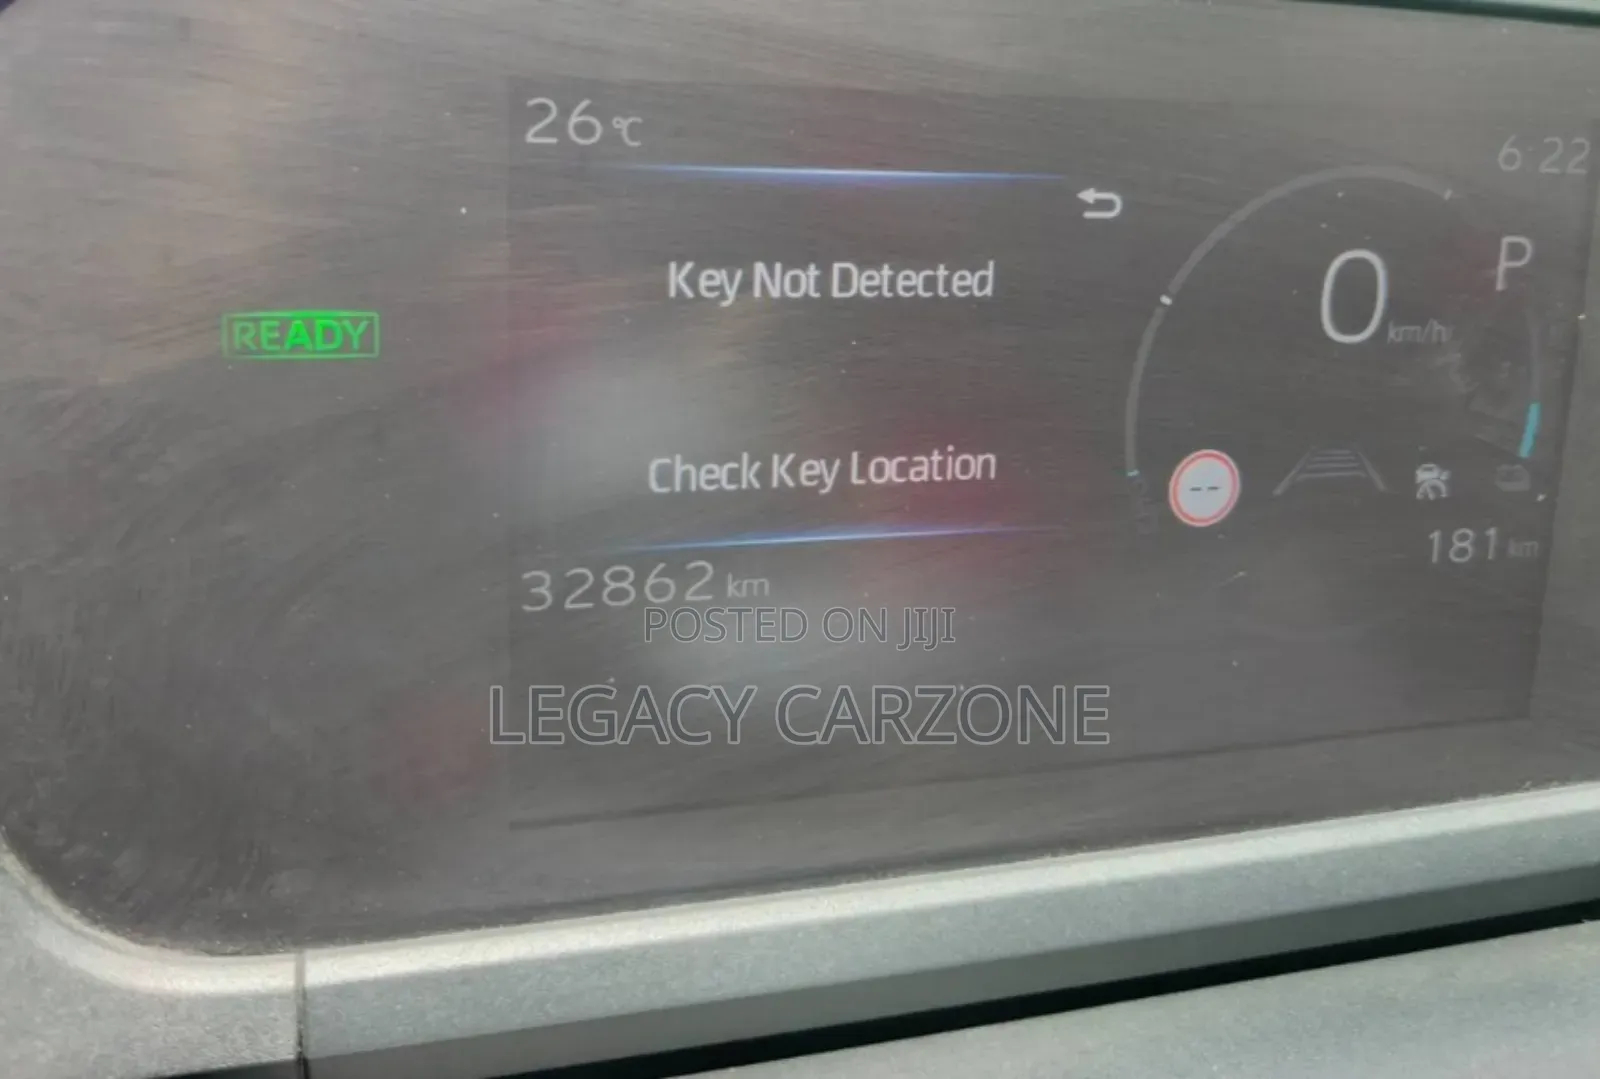 26°C
6:22
Key Not Detected
P
0 km/h
READY
Check Key Location
--
181 km
32862 km
POSTED ON JIJI
LEGACY CARZONE